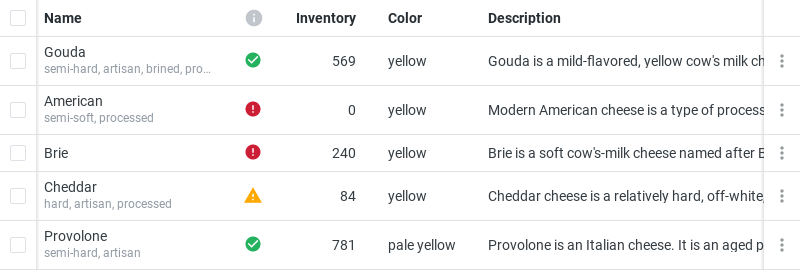 Name Inventory Color Description
Gouda
semi-hard, artisan, brined, pro...
569 yellow Gouda is a mild-flavored, yellow cow's milk ch
American
semi-soft, processed
0 yellow Modern American cheese is a type of process
Brie 240 yellow Brie is a soft cow's-milk cheese named after
Cheddar
hard, artisan, processed
84 yellow Cheddar cheese is a relatively hard, off-white,
Provolone
semi-hard, artisan
781 pale yellow Provolone is an Italian cheese. It is an aged p